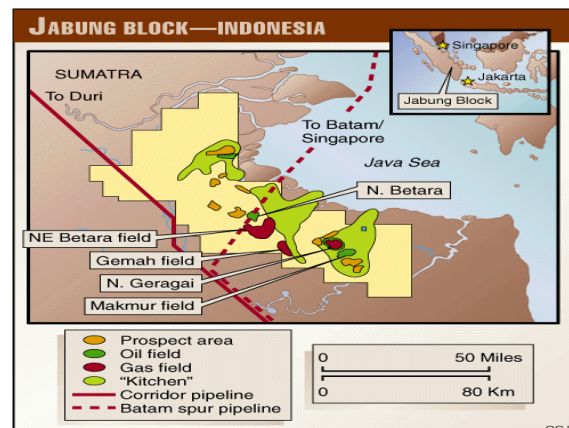 JABUNG BLOCK—INDONESIA
Singapore
Jakarta
Jabung Block
SUMATRA
To Duri
To Batam/
Singapore
Java Sea
N. Betara
NE Betara field
Gemah field
N. Geragai
Makmur field
Prospect area
Oil field
Gas field
"Kitchen"
Corridor pipeline
Batam spur pipeline
0 50 Miles
0 80 Km